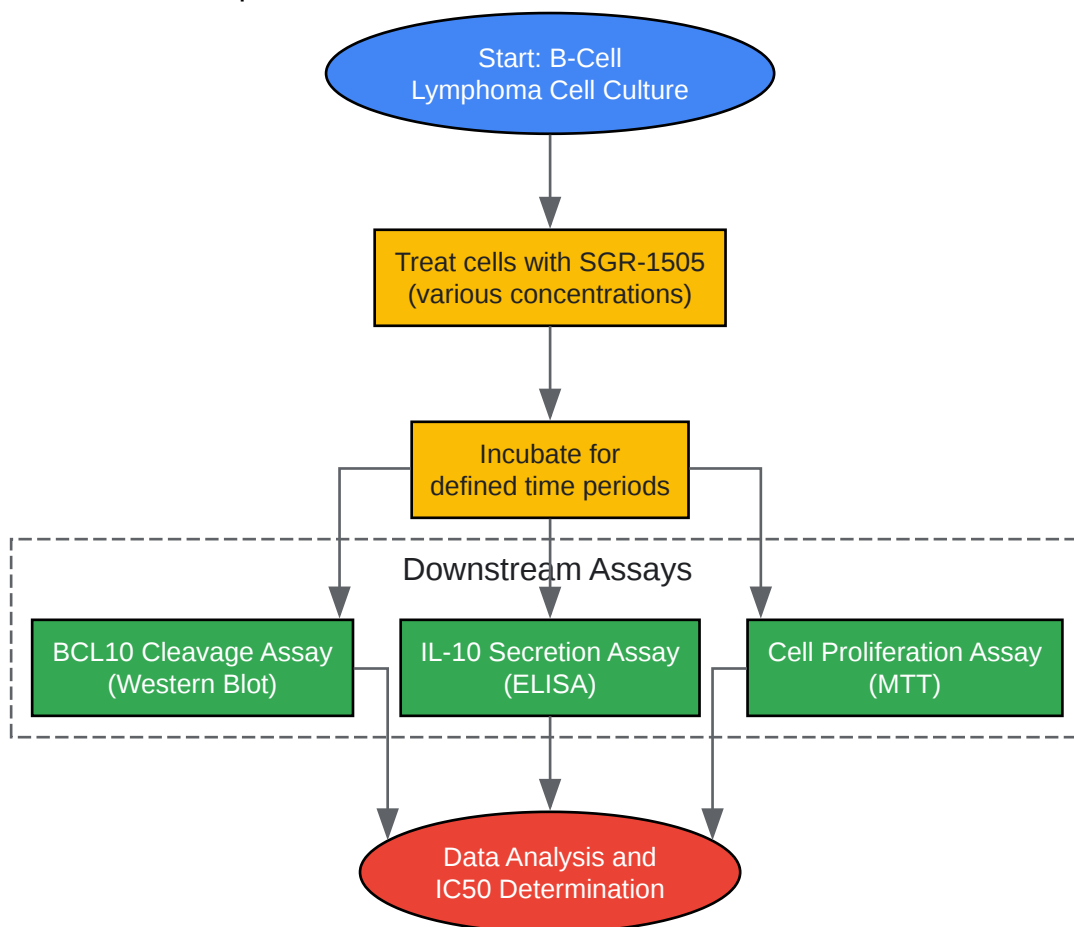 Start: B-Cell
Lymphoma Cell Culture
Treat cells with SGR-1505
(various concentrations)
Incubate for
defined time periods
Downstream Assays
BCL10 Cleavage Assay
(Western Blot)
IL-10 Secretion Assay
(ELISA)
Cell Proliferation Assay
(MTT)
Data Analysis and
IC50 Determination